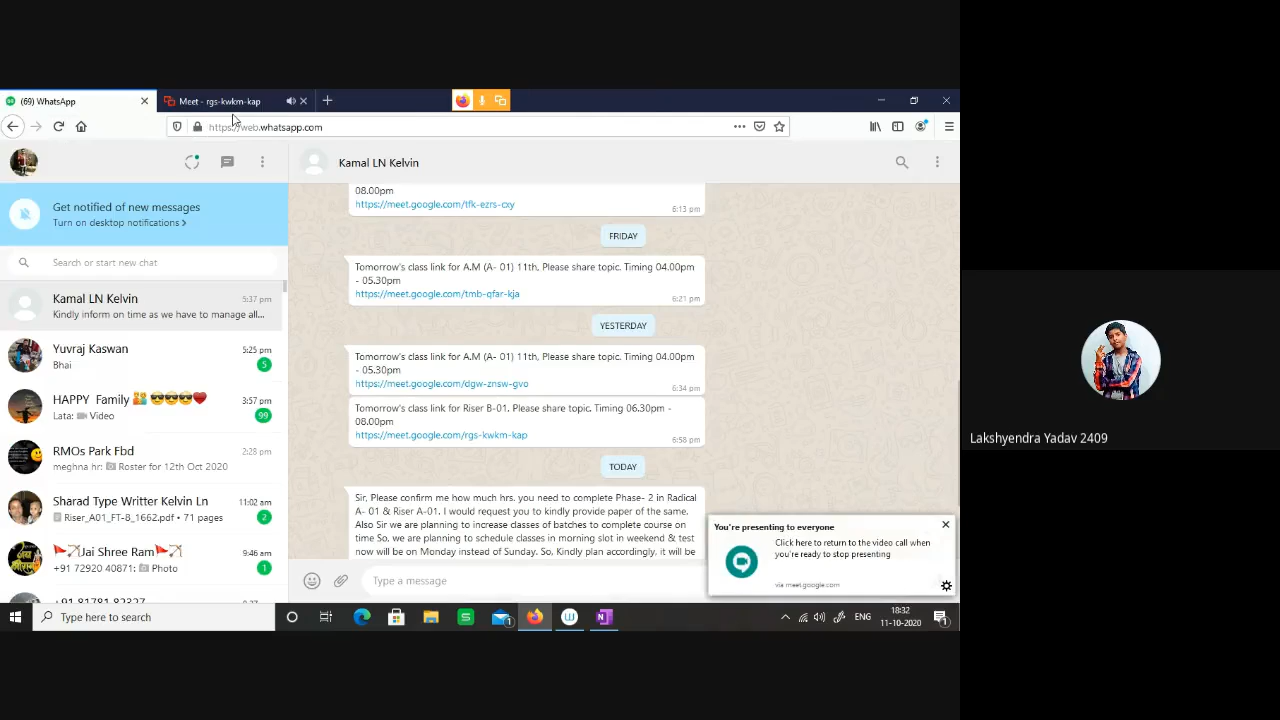 (69) WhatsApp
Meet - rgs-kwkm-kap
https://web.whatsapp.com
Kamal LN Kelvin
Get notified of new messages
Turn on desktop notifications >
Search or start new chat
Kamal LN Kelvin
5:37 pm
Kindly inform on time as we have to manage all...
Yuvraj Kaswan
5:25 pm
Bhai
5
HAPPY Family
3:57 pm
Lata: Video
99
RMOs Park Fbd
2:28 pm
meghna hr: Roster for 12th Oct 2020
Sharad Type Writter Kelvin Ln
11:02 am
Riser_A01_FT-8_1662.pdf • 71 pages
2
Jai Shree Ram
9:46 am
+91 72920 40871: Photo
1
08.00pm
https://meet.google.com/tfk-ezrs-cxy
6:13 pm
FRIDAY
Tomorrow's class link for A.M (A- 01) 11th, Please share topic. Timing 04.00pm
- 05.30pm
https://meet.google.com/tmb-qfar-kja
6:21 pm
YESTERDAY
Tomorrow's class link for A.M (A- 01) 11th, Please share topic. Timing 04.00pm
- 05.30pm
https://meet.google.com/dgw-znsw-gvo
6:34 pm
Tomorrow's class link for Riser B-01. Please share topic. Timing 06.30pm -
08.00pm
https://meet.google.com/rgs-kwkm-kap
6:58 pm
TODAY
Sir, Please confirm me how much hrs. you need to complete Phase- 2 in Radical
A- 01 & Riser A-01. I would request you to kindly provide paper of the same.
Also Sir we are planning to increase classes of batches to complete course on
time So, we are planning to schedule classes in morning slot in weekend & test
now will be on Monday instead of Sunday. So, Kindly plan accordingly, it will be
Type a message
You're presenting to everyone
Click here to return to the video call when
you're ready to stop presenting
via meet.google.com
Type here to search
1
ENG
18:32
11-10-2020
1
Lakshyendra Yadav 2409